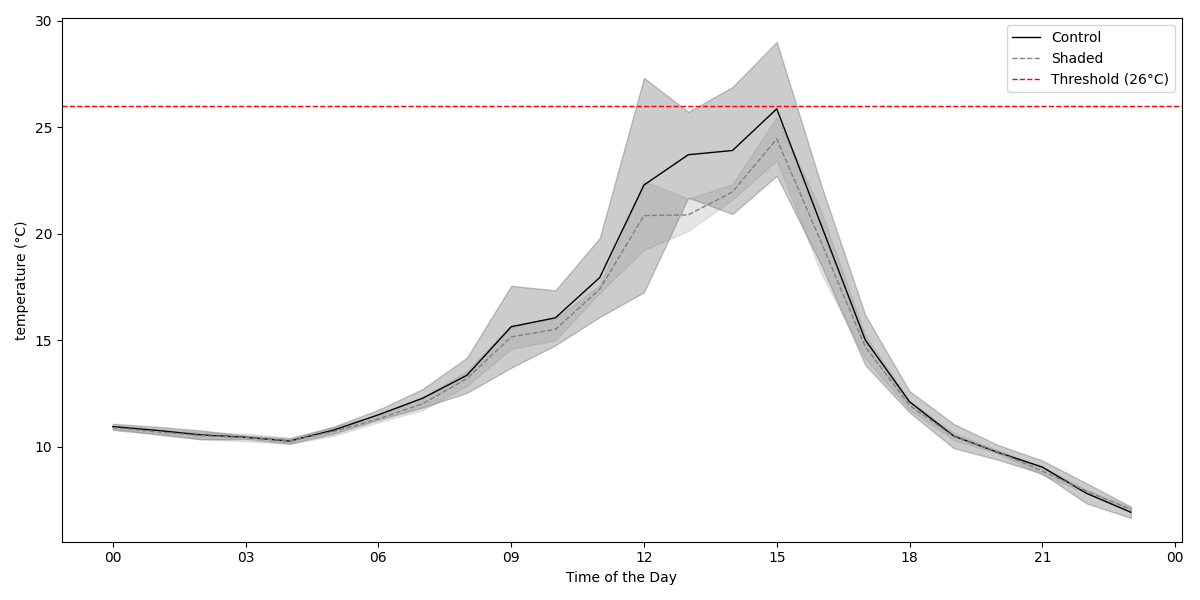 30
25
20
15
10
temperature (°C)
Control
Shaded
Threshold (26°C)
00 03 06 09 12 15 18 21 00
Time of the Day